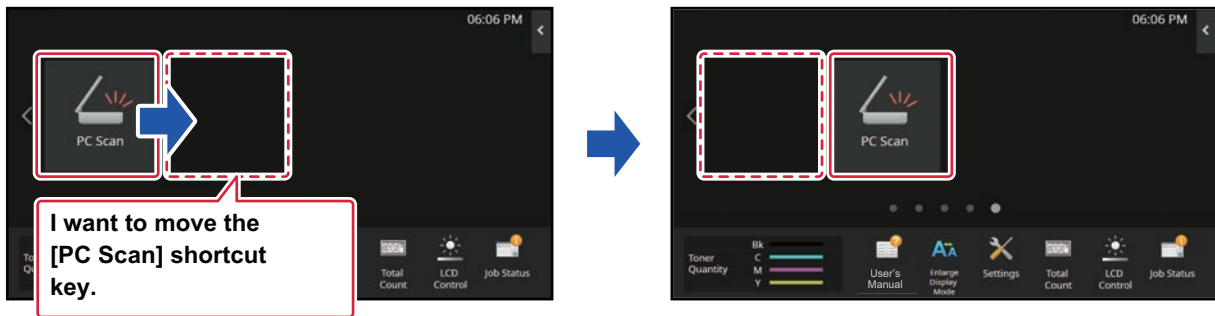 06:06 PM
PC Scan
I want to move the
[PC Scan] shortcut
key.
Total
Count
LCD
Control
Job Status
06:06 PM
PC Scan
Toner
Quantity
Bk
C
M
Y
User's
Manual
Enlarge
Display
Mode
Settings
Total
Count
LCD
Control
Job Status